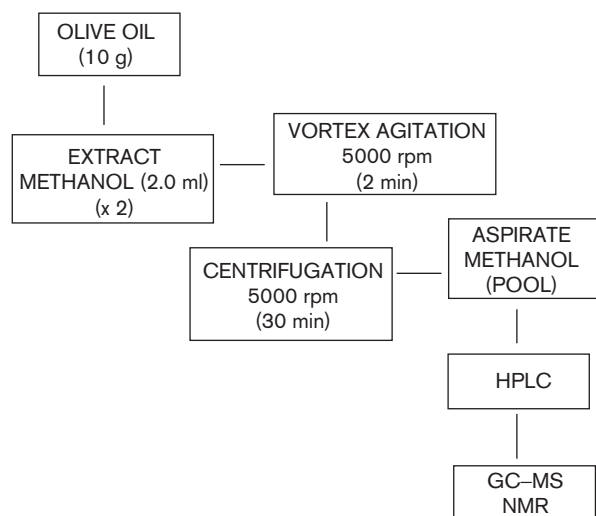 OLIVE OIL
(10 g)
EXTRACT
METHANOL (2.0 ml)
(x 2)
VORTEX AGITATION
5000 rpm
(2 min)
CENTRIFUGATION
5000 rpm
(30 min)
ASPIRATE
METHANOL
(POOL)
HPLC
GC–MS
NMR